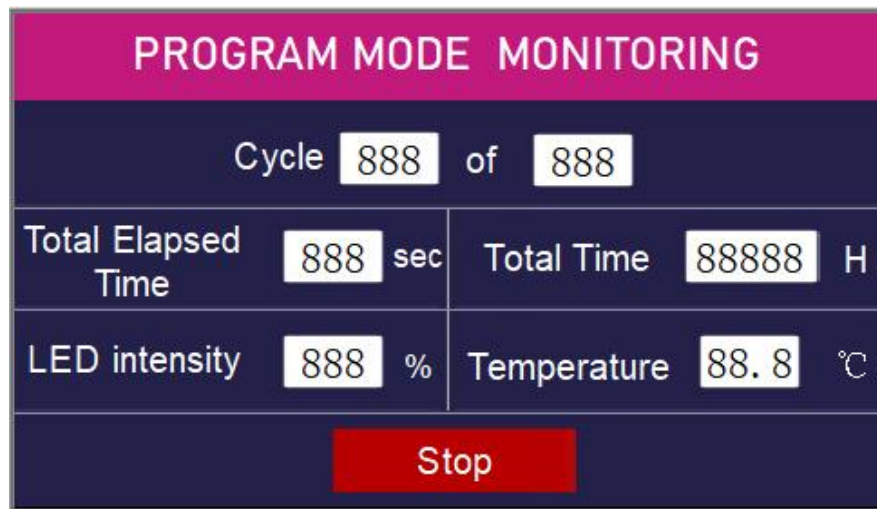 PROGRAM MODE MONITORING
Cycle 888 of 888
Total Elapsed Time 888 sec
Total Time 88888 H
LED intensity 888 %
Temperature 88.8 ℃
Stop